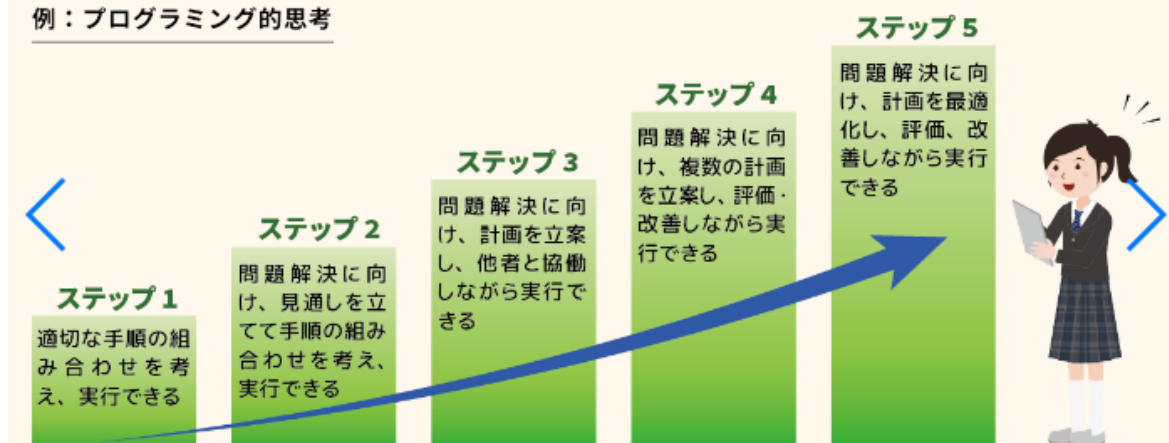 例：プログラミング的思考
ステップ 1
適切な手順の組
み合わせを考
え、実行できる
ステップ 2
問題解決に向
け、見通しを立
てて手順の組み
合わせを考え、
実行できる
ステップ 3
問題解決に向
け、計画を立案
し、他者と協働
しながら実行で
きる
ステップ 4
問題解決に向
け、複数の計画
を立案し、評価・
改善しながら実
行できる
ステップ 5
問題解決に向
け、計画を最適
化し、評価、改
善しながら実行
できる